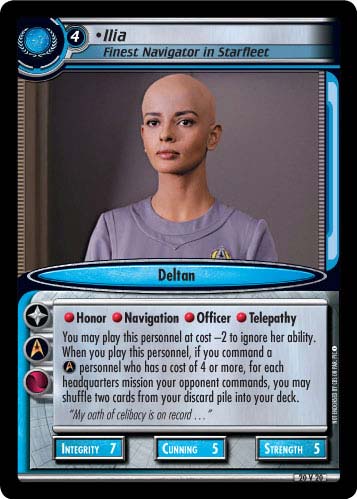 4
•Ilia
Finest Navigator in Starfleet
Deltan
Honor Navigation Officer Telepathy
You may play this personnel at cost –2 to ignore her ability.
When you play this personnel, if you command a
personnel who has a cost of 4 or more, for each
headquarters mission your opponent commands, you may
shuffle two cards from your discard pile into your deck.
"My oath of celibacy is on record …"
Integrity 7 Cunning 5 Strength 5
20 V 20